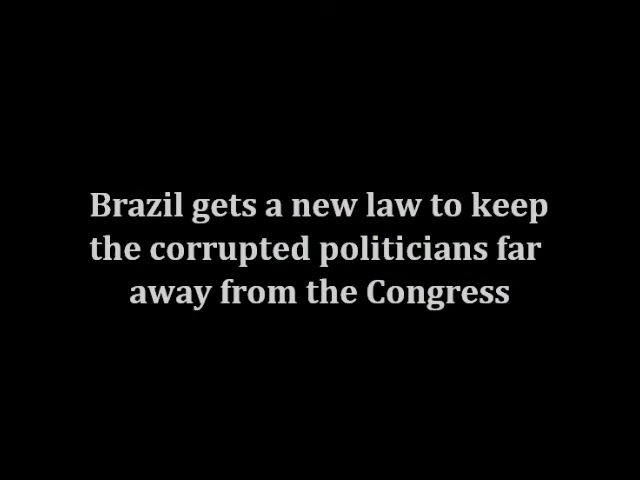 Brazil gets a new law to keep
the corrupted politicians far
away from the Congress